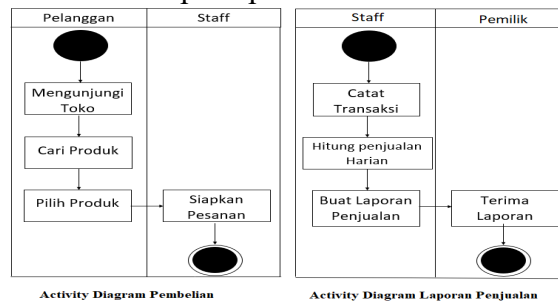 Pelanggan
Staff
Mengunjungi
Toko
Cari Produk
Pilih Produk
Siapkan
Pesanan
Activity Diagram Pembelian
Staff
Pemilik
Catat
Transaksi
Hitung penjualan
Harian
Buat Laporan
Penjualan
Terima
Laporan
Activity Diagram Laporan Penjualan